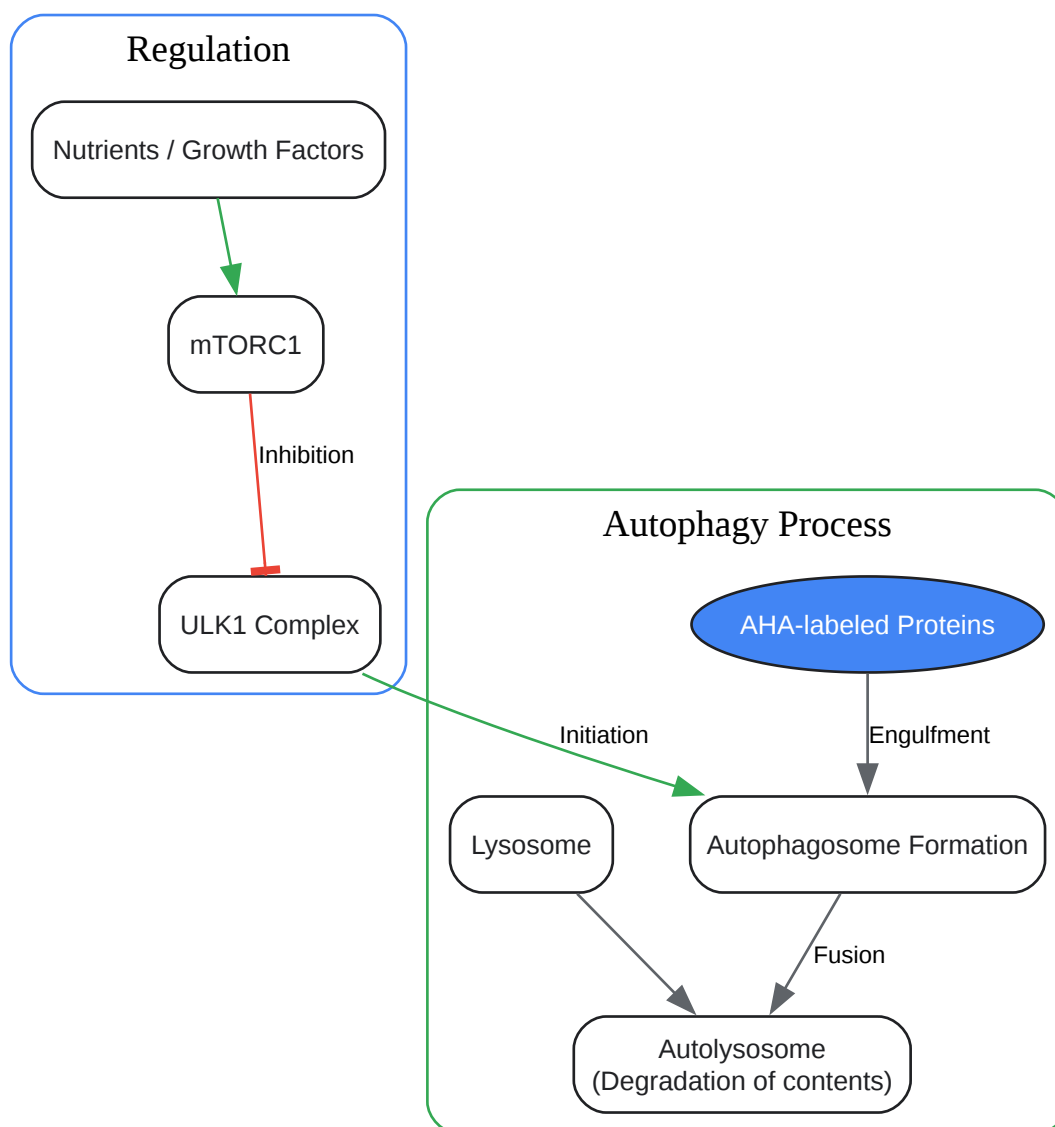 Regulation
Nutrients / Growth Factors
mTORC1
Inhibition
ULK1 Complex
Autophagy Process
AHA-labeled Proteins
Initiation
Engulfment
Lysosome
Autophagosome Formation
Fusion
Autolysosome
(Degradation of contents)